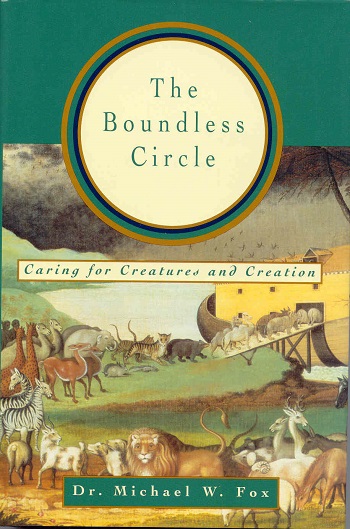 The
Boundless
Circle
Caring for Creatures and Creation
Dr. Michael W. Fox